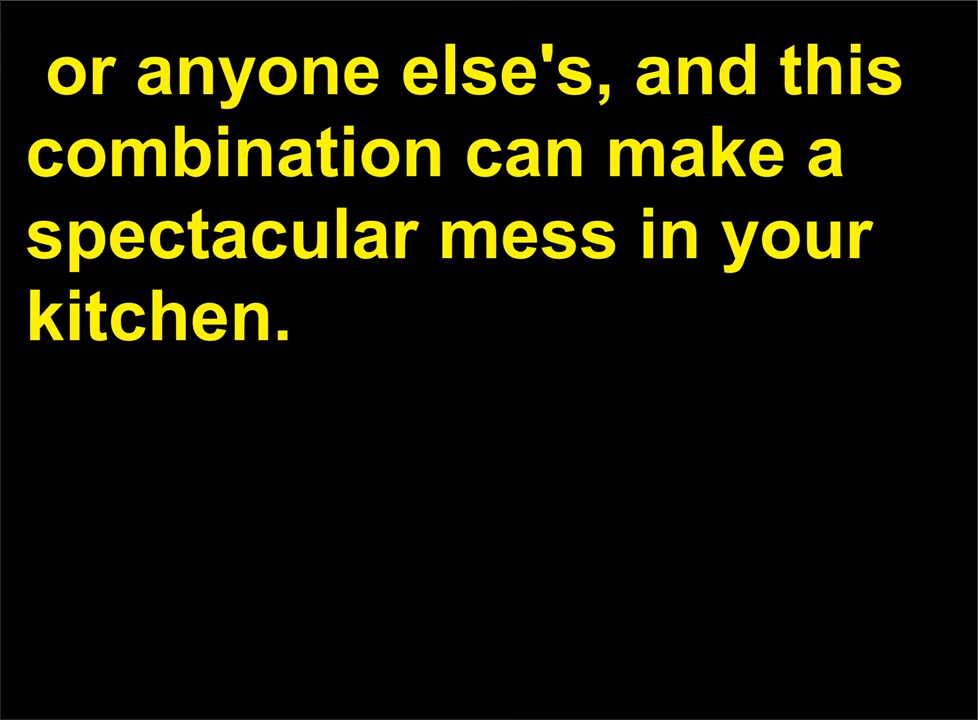 or anyone else's, and this
combination can make a
spectacular mess in your
kitchen.